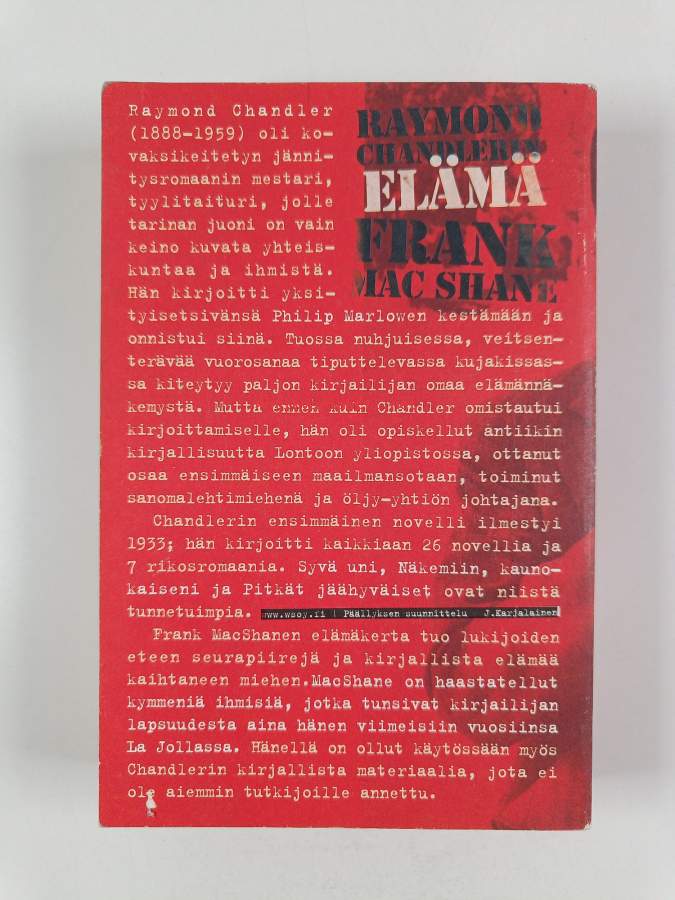 Raymond Chandler
(1888-1959) oli ko-
vaksikeitetyn jänni-
tysromaanin mestari,
tyylitaituri, jolle
tarinan juoni on vain
keino kuvata yhteis-
kuntaa ja ihmistä.
Hän kirjoitti yksi-
tyisetsivänsä Philip Marlowen kestämään ja
onnistui siinä. Tuossa nuhjuisessa, veitsen-
terävää vuorosanaa tiputtelevassa kujakissas-
sa kiteytyy paljon kirjailijan omaa elämännä-
kemystä. Mutta ennen kuin Chandler omistautui
kirjoittamiselle, hän oli opiskellut antiikin
kirjallisuutta Lontoon yliopistossa, ottanut
osaa ensimmäiseen maailmansotaan, toiminut
sanomalehtimiehenä ja öljy-yhtiön johtajana.
Chandlerin ensimmäinen novelli ilmestyi
1933; hän kirjoitti kaikkiaan 26 novellia ja
7 rikosromaania. Syvä uni, Näkemiin, kauno-
kaiseni ja Pitkät jäähyväiset ovat niistä
tunnetuimpia. www.wsoy.fi | Päällyksen suunnittelu J.Karjalainen
Frank MacShanen elämäkerta tuo lukijoiden
eteen seurapiirejä ja kirjallista elämää
kaihtaneen miehen.MacShane on haastatellut
kymmeniä ihmisiä, jotka tunsivat kirjailijan
lapsuudesta aina hänen viimeisiin vuosiinsa
La Jollassa. Hänellä on ollut käytössään myös
Chandlerin kirjallista materiaalia, jota ei
ole aiemmin tutkijoille annettu.
RAYMOND
CHANDLERIN
ELÄMÄ
FRANK
MAC SHANE